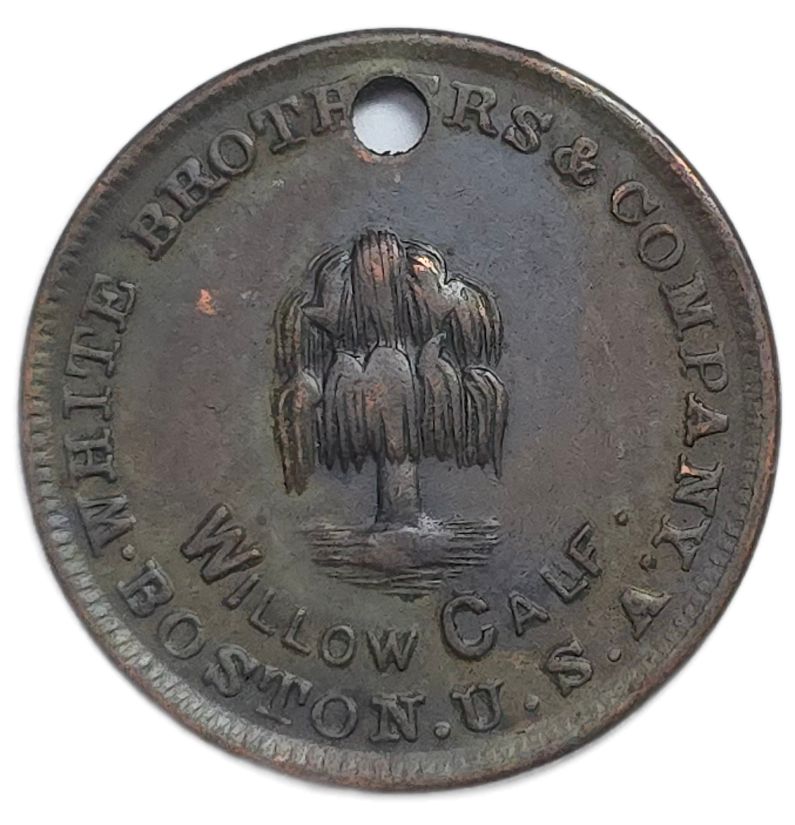 WHITE BROTHERS & COMPANY.
BOSTON. U. S. A.
WILLOW CALF.